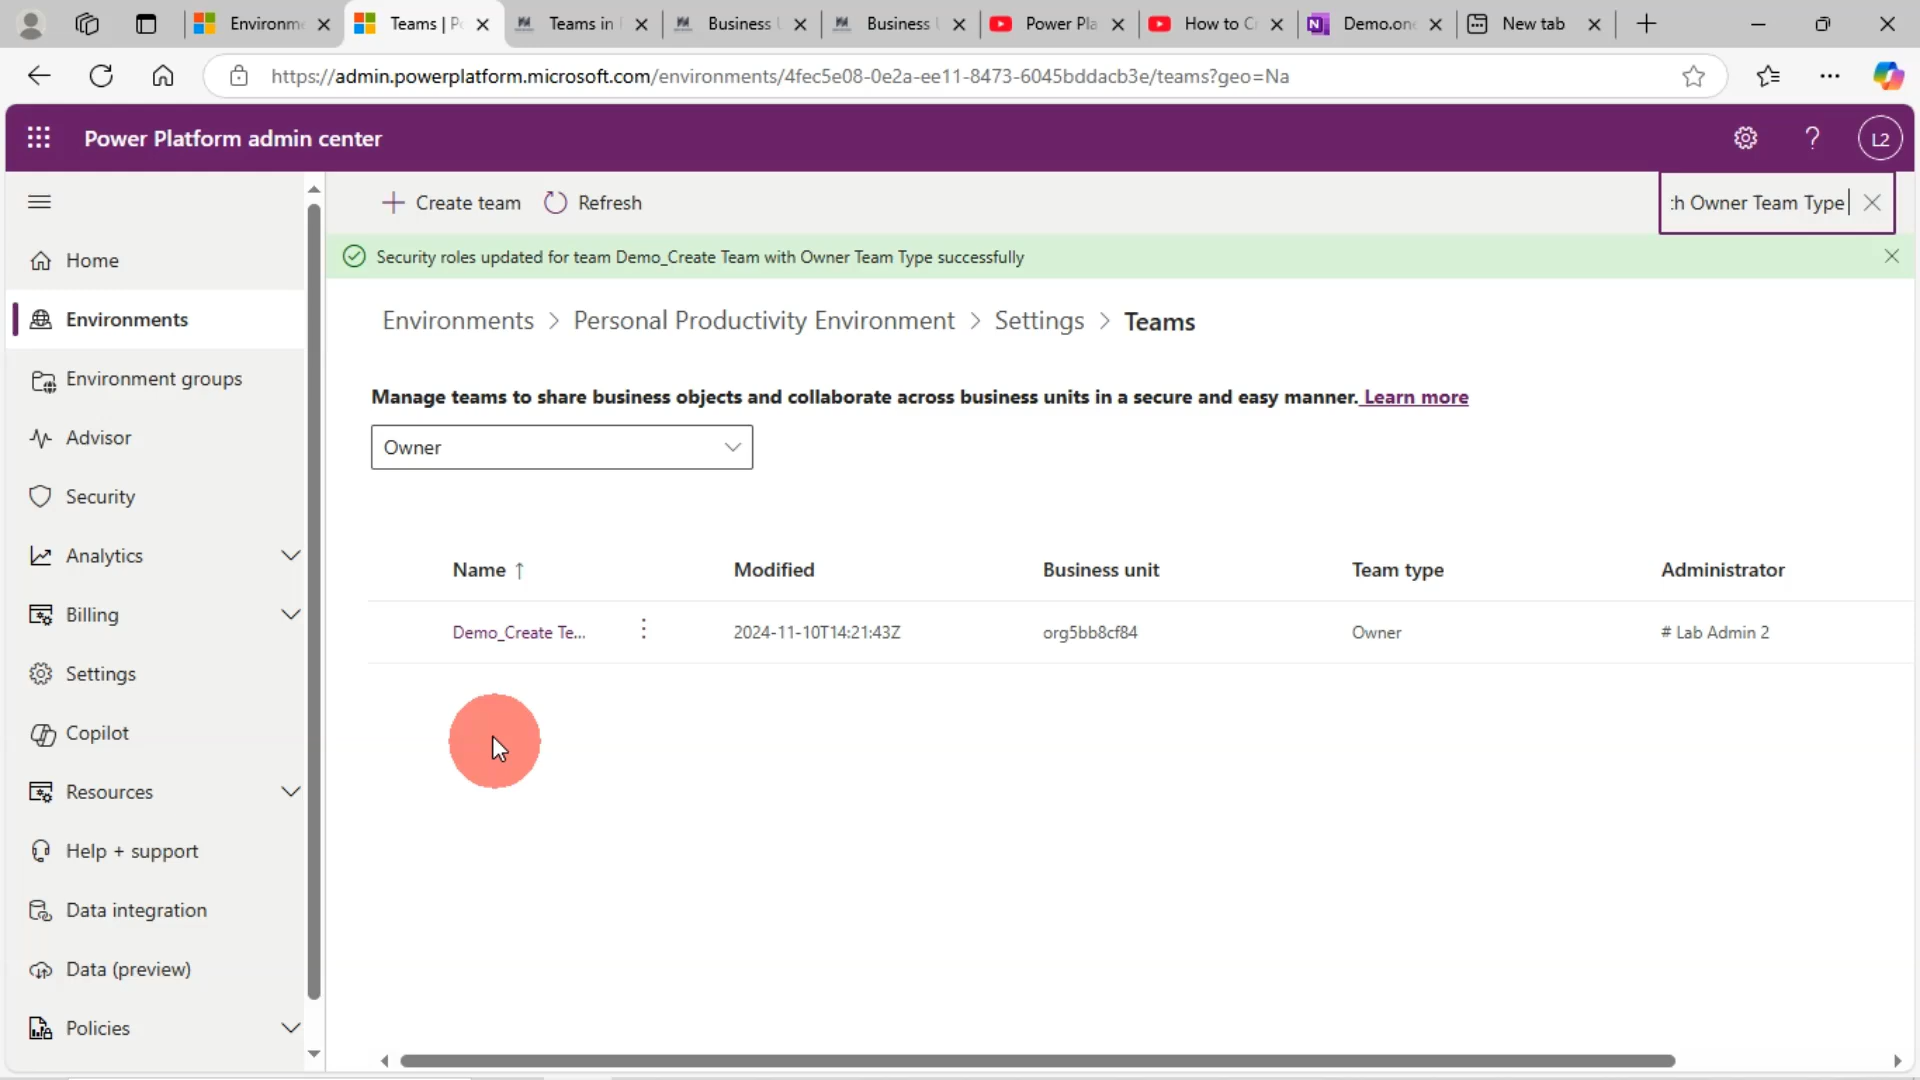 Environme
Teams | Po
Teams in
Business U
Business U
Power Pla
How to Cr
Demo.one
New tab
https://admin.powerplatform.microsoft.com/environments/4fec5e08-0e2a-ee11-8473-6045bddacb3e/teams?geo=Na
Power Platform admin center
L2
Create team
Refresh
:h Owner Team Type
Home
Security roles updated for team Demo_Create Team with Owner Team Type successfully
Environments
Environments > Personal Productivity Environment > Settings > Teams
Environment groups
Manage teams to share business objects and collaborate across business units in a secure and easy manner. Learn more
Advisor
Owner
Security
Analytics
Name ↑ Modified Business unit Team type Administrator
Billing
Demo_Create Te... 2024-11-10T14:21:43Z org5bb8cf84 Owner # Lab Admin 2
Settings
Copilot
Resources
Help + support
Data integration
Data (preview)
Policies